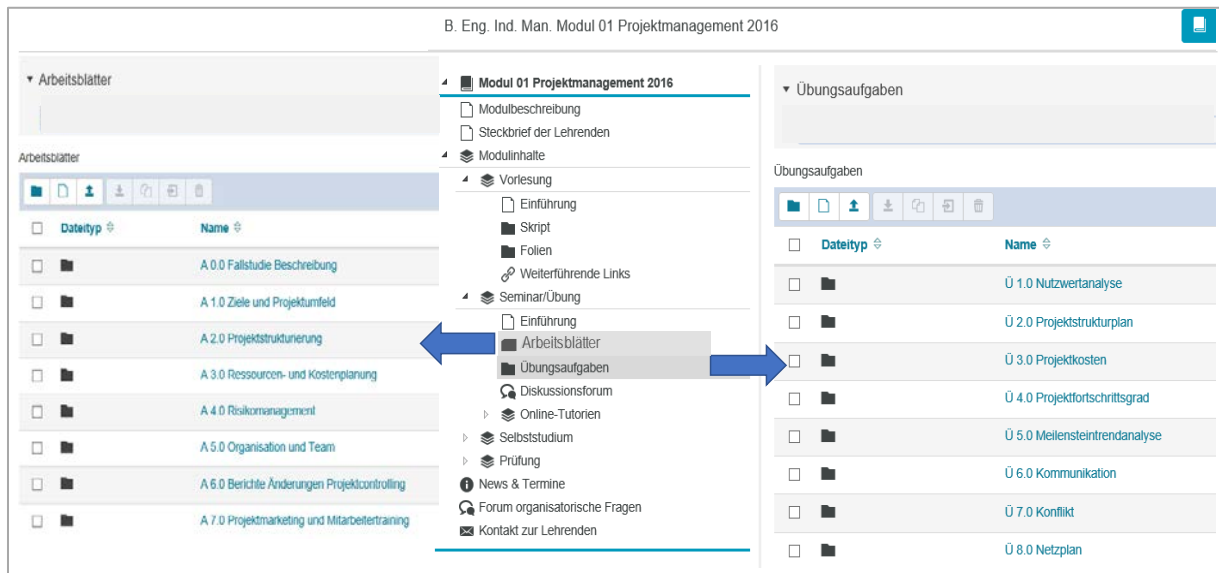 B. Eng. Ind. Man. Modul 01 Projektmanagement 2016
Arbeitsblätter
Arbeitsblätter
Dateityp Name
A 0.0 Fallstudie Beschreibung
A 1.0 Ziele und Projektumfeld
A 2.0 Projektstrukturierung
A 3.0 Ressourcen- und Kostenplanung
A 4.0 Risikomanagement
A 5.0 Organisation und Team
A 6.0 Berichte Änderungen Projektcontrolling
A 7.0 Projektmarketing und Mitarbeitertraining
Modul 01 Projektmanagement 2016
Modulbeschreibung
Steckbrief der Lehrenden
Modulinhalte
Vorlesung
Einführung
Skript
Folien
Weiterführende Links
Seminar/Übung
Einführung
Arbeitsblätter
Übungsaufgaben
Diskussionsforum
Online-Tutorien
Selbststudium
Prüfung
News & Termine
Forum organisatorische Fragen
Kontakt zur Lehrenden
Übungsaufgaben
Übungsaufgaben
Dateityp Name
Ü 1.0 Nutzwertanalyse
Ü 2.0 Projektstrukturplan
Ü 3.0 Projektkosten
Ü 4.0 Projektfortschrittsgrad
Ü 5.0 Meilensteintrendanalyse
Ü 6.0 Kommunikation
Ü 7.0 Konflikt
Ü 8.0 Netzplan